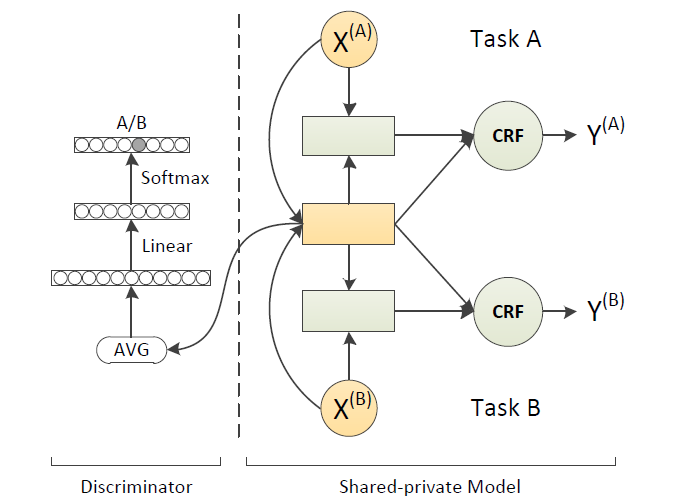 X(A)
Task A
A/B
CRF
Y(A)
Softmax
Linear
CRF
Y(B)
AVG
X(B)
Task B
Discriminator
Shared-private Model